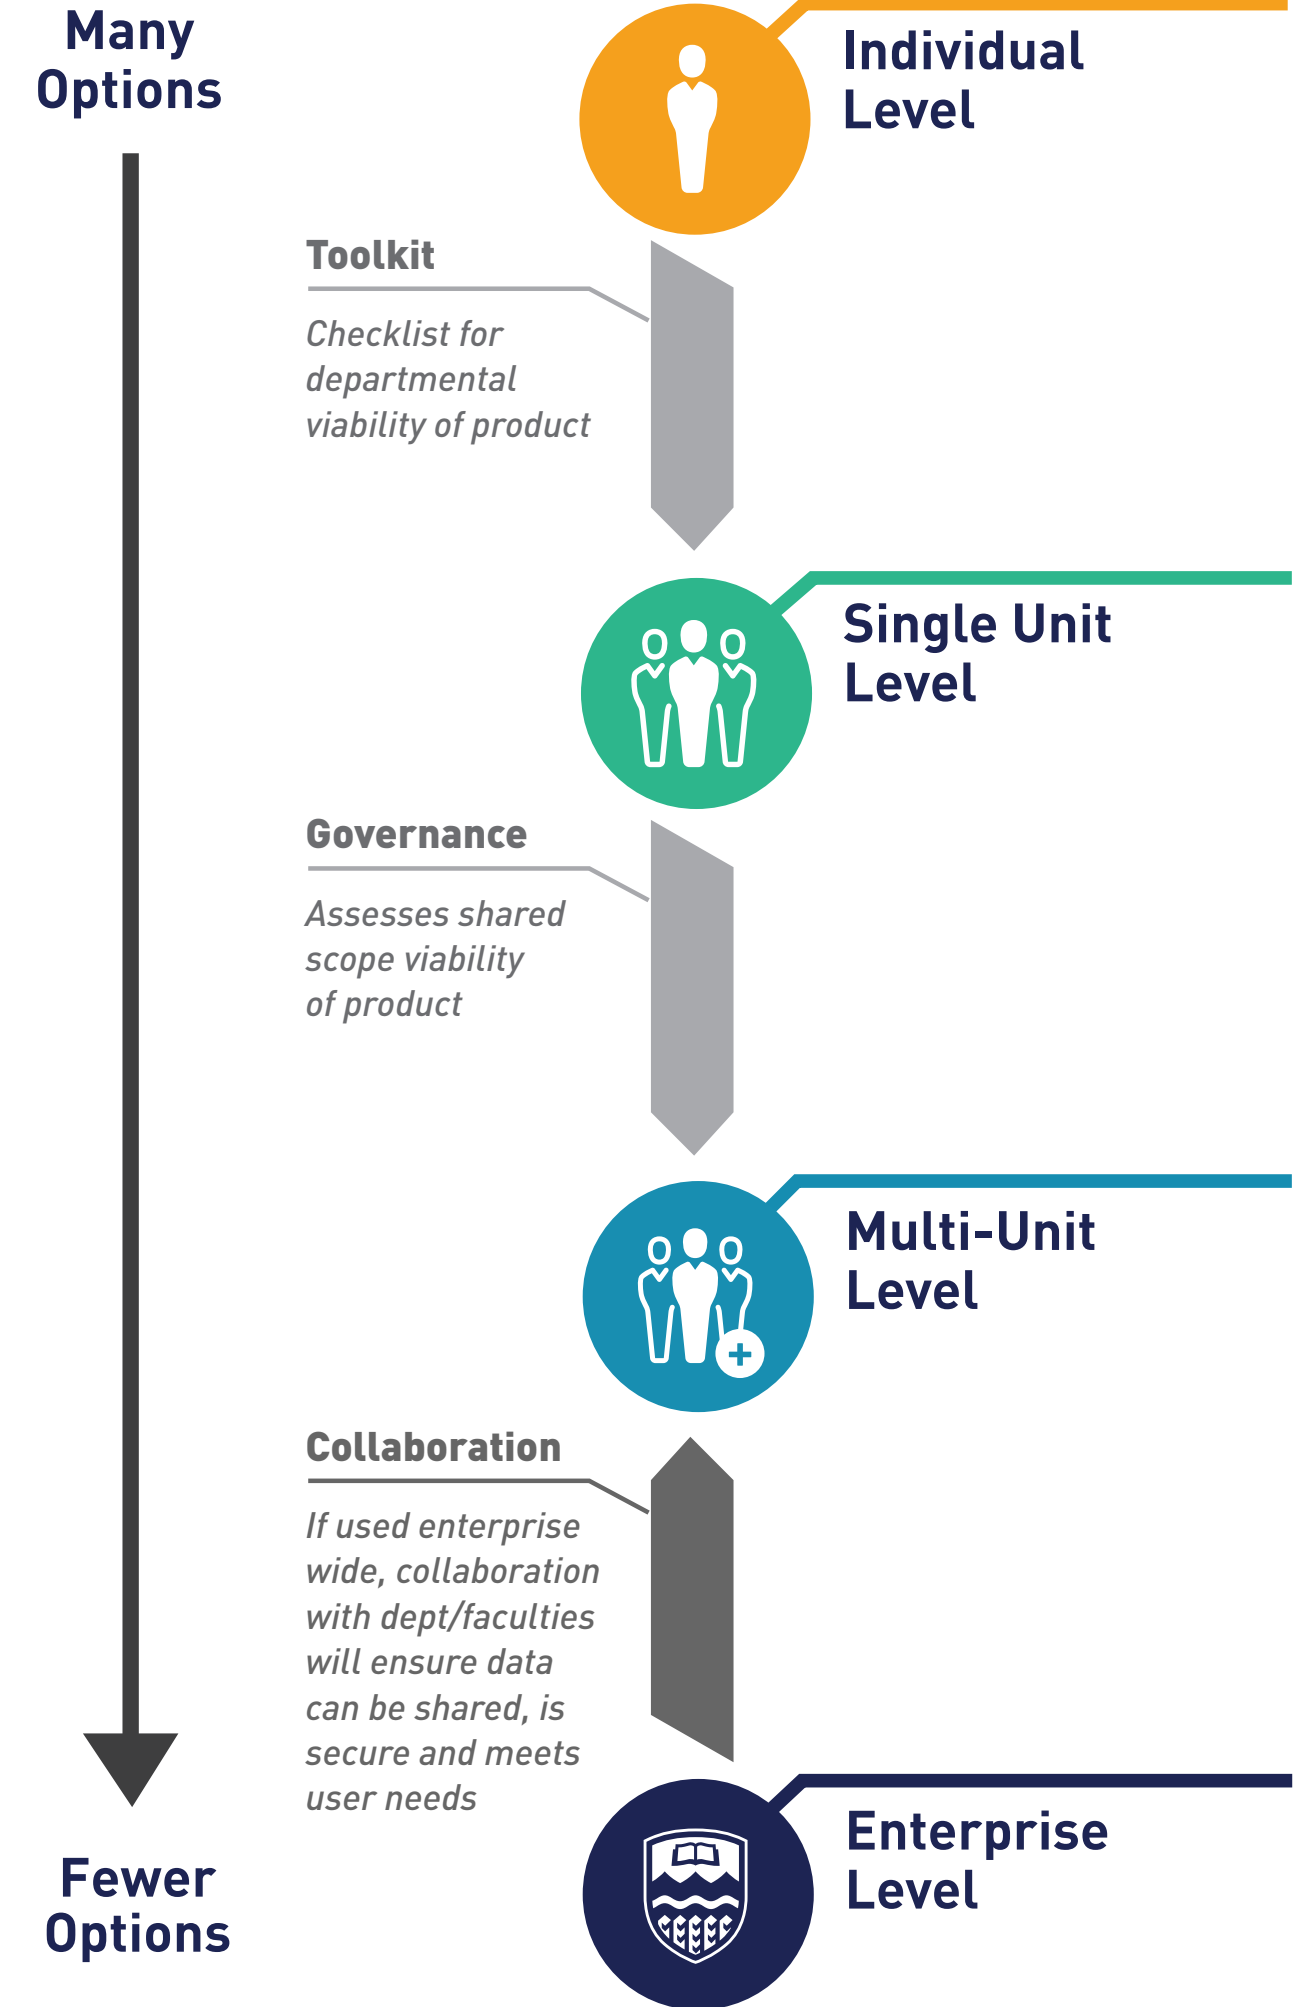 Many
Options
Individual
Level
Toolkit
Checklist for
departmental
viability of product
Single Unit
Level
Governance
Assesses shared
scope viability
of product
Multi-Unit
Level
Collaboration
If used enterprise
wide, collaboration
with dept/faculties
will ensure data
can be shared, is
secure and meets
user needs
Enterprise
Level
Fewer
Options